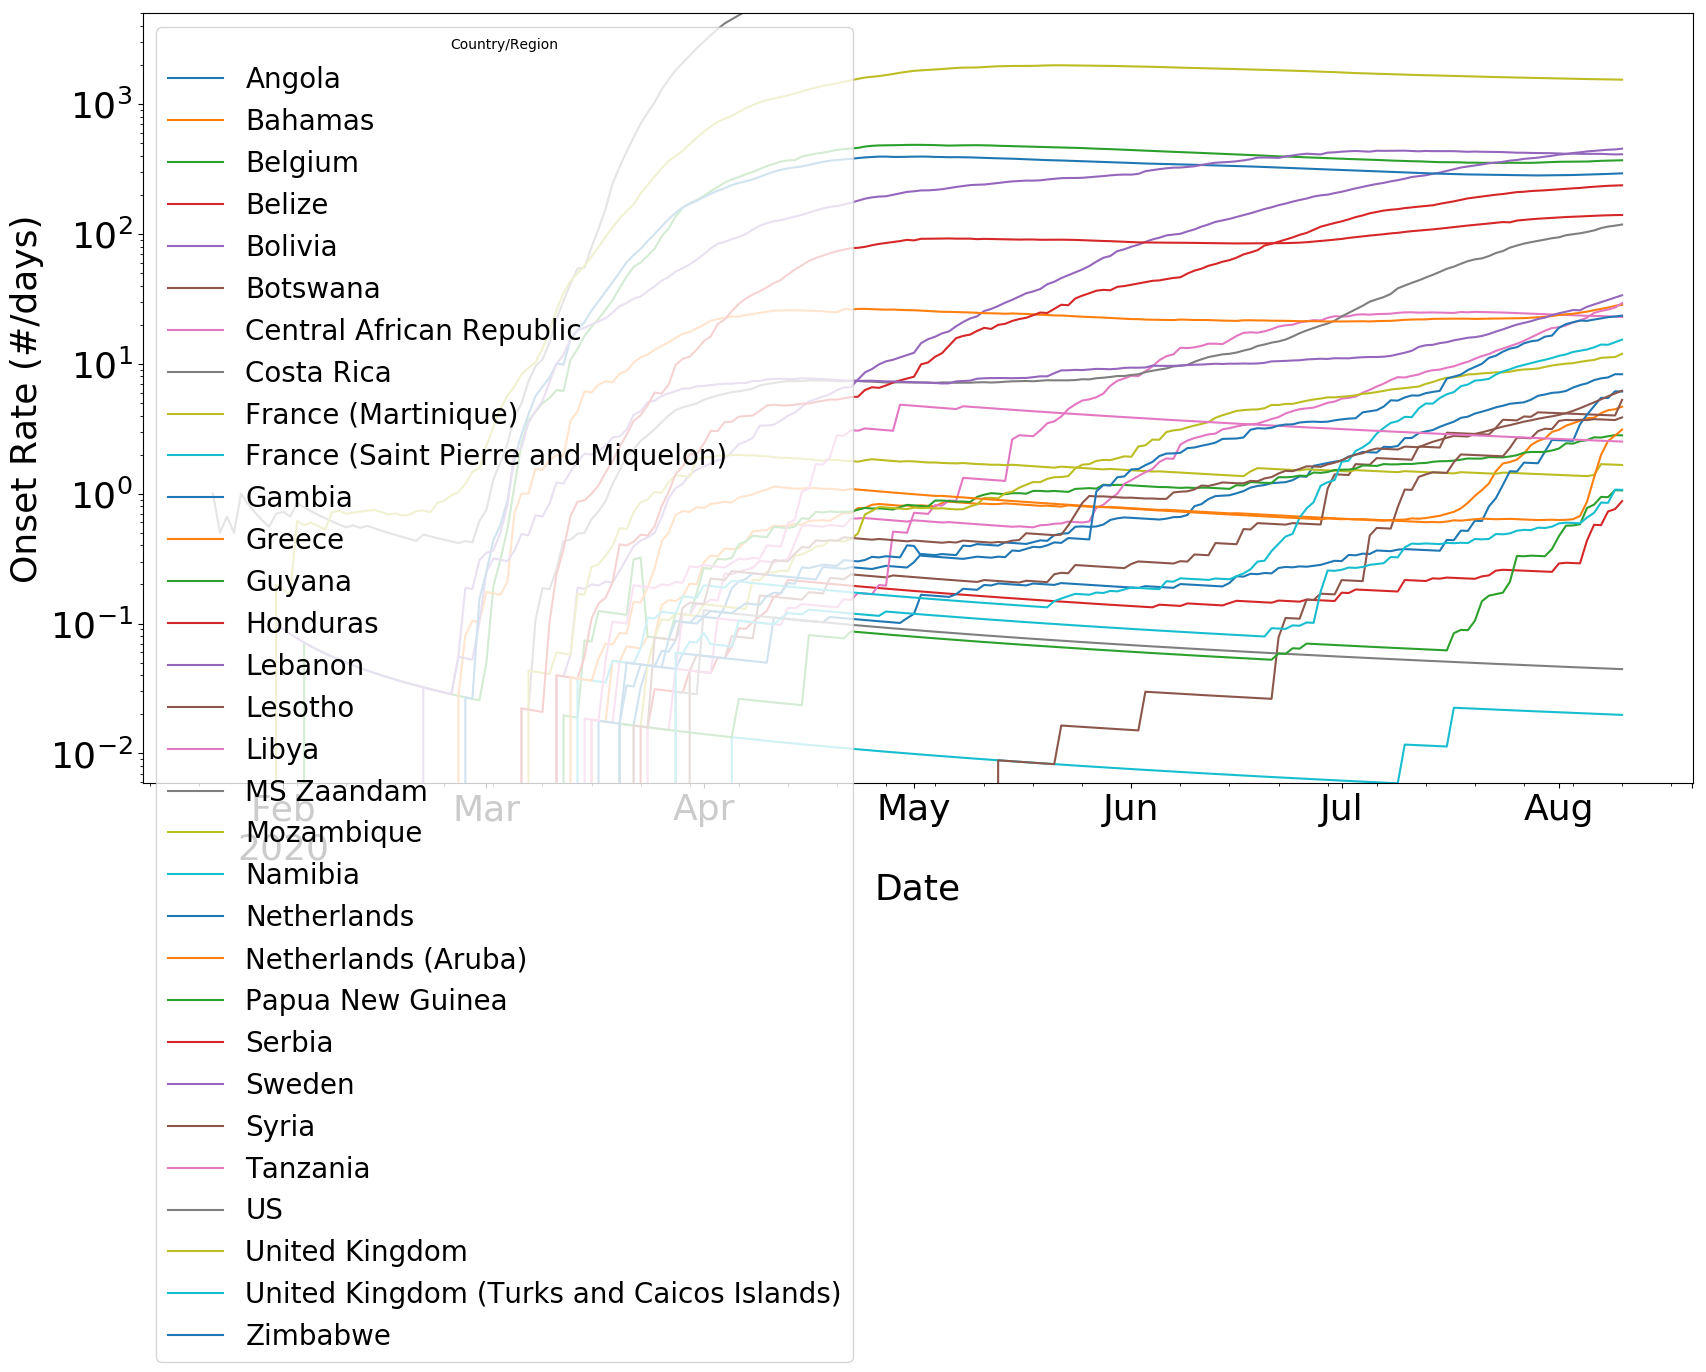 Country/Region
Angola
Bahamas
Belgium
Belize
Bolivia
Botswana
Central African Republic
Costa Rica
France (Martinique)
France (Saint Pierre and Miquelon)
Gambia
Greece
Guyana
Honduras
Lebanon
Lesotho
Libya
MS Zaandam
Mozambique
Namibia
Netherlands
Netherlands (Aruba)
Papua New Guinea
Serbia
Sweden
Syria
Tanzania
US
United Kingdom
United Kingdom (Turks and Caicos Islands)
Zimbabwe
Onset Rate (#/days)
10³
10²
10¹
10⁰
10⁻¹
10⁻²
Feb Mar Apr May Jun Jul Aug
2020
Date